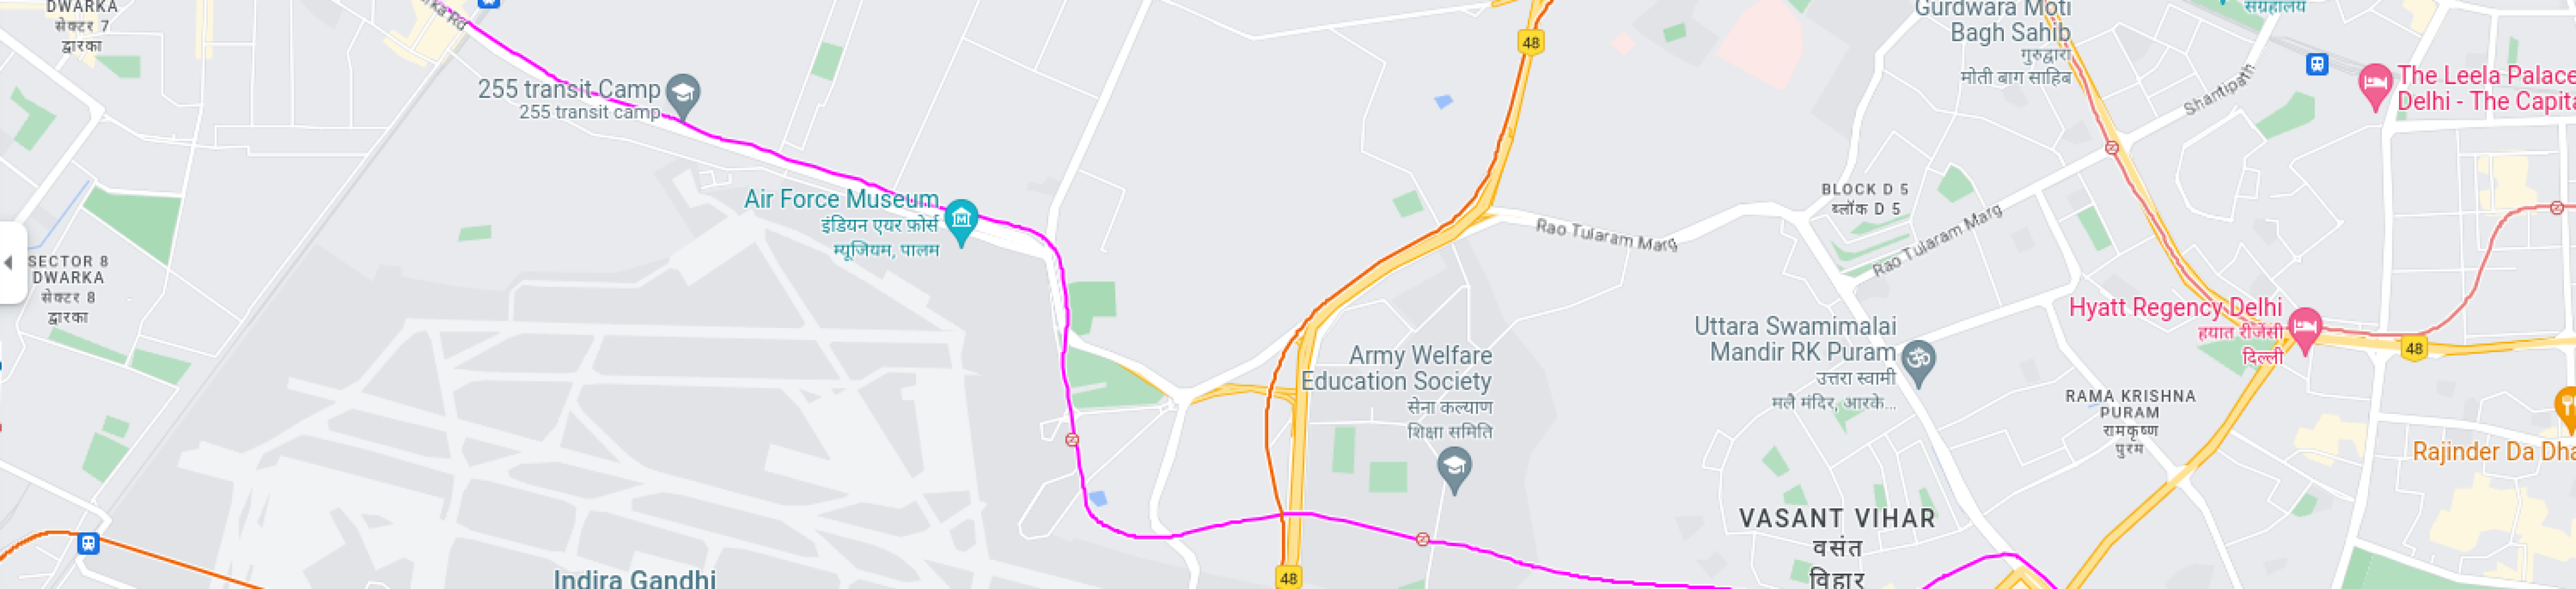 DWARKA
सेक्टर 7
द्वारका
255 transit Camp
255 transit camp
Air Force Museum
इंडियन एयर फ़ोर्स
म्यूजियम, पालम
SECTOR 8
DWARKA
सेक्टर 8
द्वारका
Indira Gandhi
48
Rao Tularam Marg
Army Welfare
Education Society
सेना कल्याण
शिक्षा समिति
48
Gurdwara Moti
Bagh Sahib
गुरुद्वारा
मोती बाग साहिब
संग्रहालय
Shantipath
The Leela Palace
Delhi - The Capita
BLOCK D 5
ब्लॉक D 5
Rao Tularam Marg
Uttara Swamimalai
Mandir RK Puram
उत्तरा स्वामी
मलै मंदिर, आरके...
Hyatt Regency Delhi
हयात रीजेंसी
दिल्ली
48
RAMA KRISHNA
PURAM
रामकृष्ण
पुरम
Rajinder Da Dha
VASANT VIHAR
वसंत
विहार